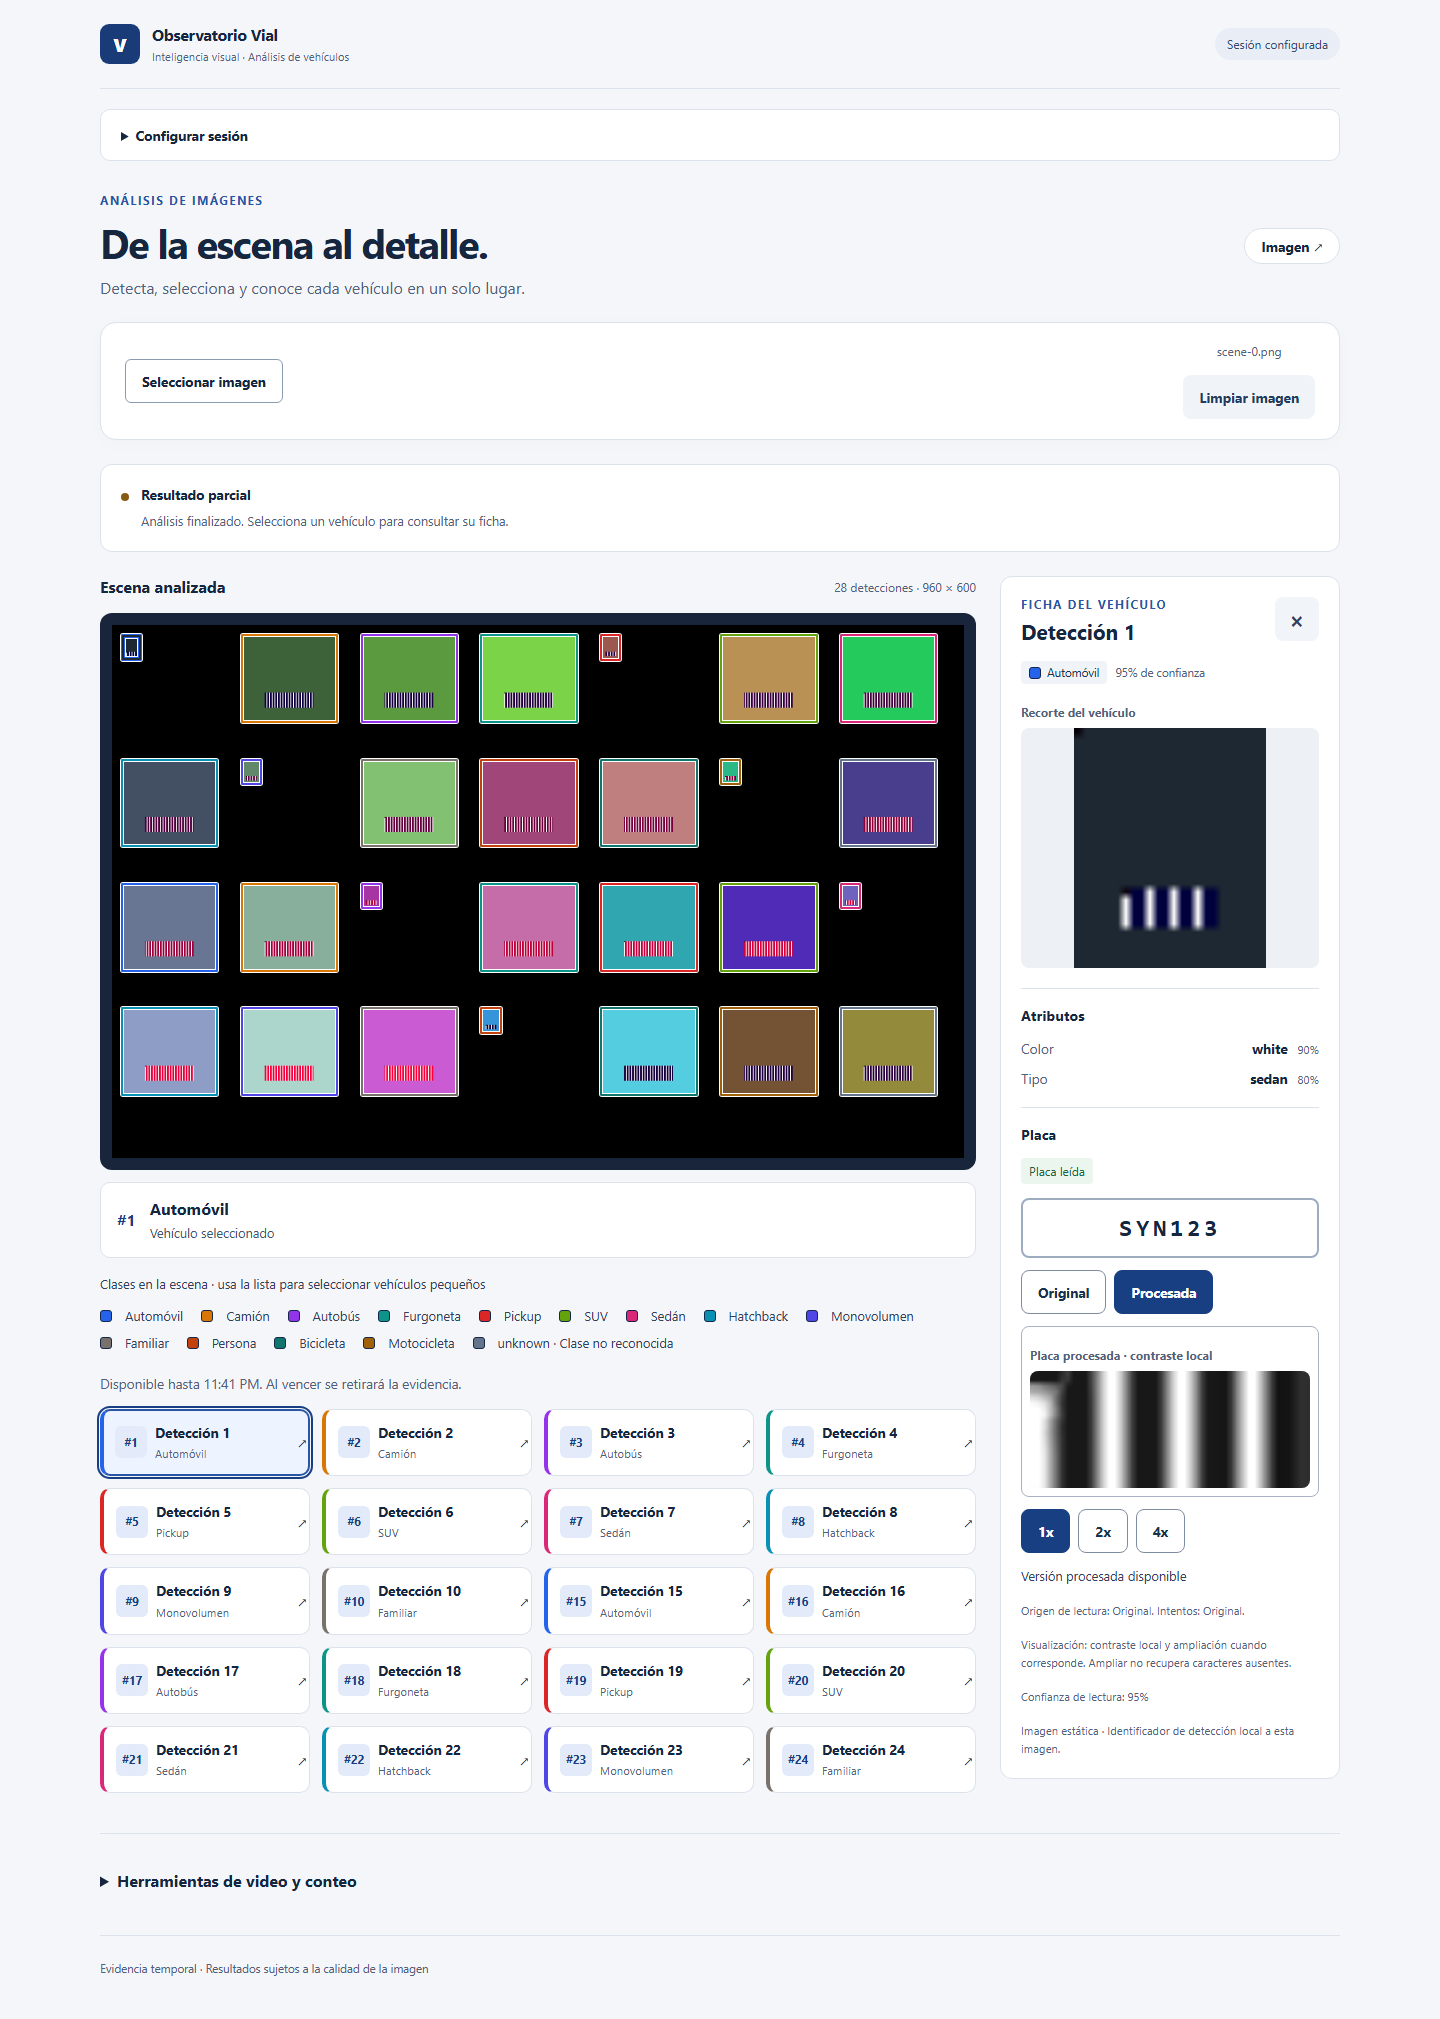 V
Observatorio Vial
Inteligencia visual · Análisis de vehículos
Sesión configurada
▶ Configurar sesión
ANÁLISIS DE IMÁGENES
De la escena al detalle.
Imagen ↗
Detecta, selecciona y conoce cada vehículo en un solo lugar.
Seleccionar imagen
scene-0.png
Limpiar imagen
Resultado parcial
Análisis finalizado. Selecciona un vehículo para consultar su ficha.
Escena analizada
28 detecciones · 960 × 600
#1
Automóvil
Vehículo seleccionado
Clases en la escena · usa la lista para seleccionar vehículos pequeños
Automóvil Camión Autobús Furgoneta Pickup SUV Sedán Hatchback Monovolumen
Familiar Persona Bicicleta Motocicleta unknown · Clase no reconocida
Disponible hasta 11:41 PM. Al vencer se retirará la evidencia.
#1 Detección 1 ↗
Automóvil
#2 Detección 2 ↗
Camión
#3 Detección 3 ↗
Autobús
#4 Detección 4 ↗
Furgoneta
#5 Detección 5 ↗
Pickup
#6 Detección 6 ↗
SUV
#7 Detección 7 ↗
Sedán
#8 Detección 8 ↗
Hatchback
#9 Detección 9 ↗
Monovolumen
#10 Detección 10 ↗
Familiar
#15 Detección 15 ↗
Automóvil
#16 Detección 16 ↗
Camión
#17 Detección 17 ↗
Autobús
#18 Detección 18 ↗
Furgoneta
#19 Detección 19 ↗
Pickup
#20 Detección 20 ↗
SUV
#21 Detección 21 ↗
Sedán
#22 Detección 22 ↗
Hatchback
#23 Detección 23 ↗
Monovolumen
#24 Detección 24 ↗
Familiar
FICHA DEL VEHÍCULO
Detección 1
×
Automóvil 95% de confianza
Recorte del vehículo
Atributos
Color white 90%
Tipo sedan 80%
Placa
Placa leída
SYN123
Original Procesada
Placa procesada · contraste local
1x 2x 4x
Versión procesada disponible
Origen de lectura: Original. Intentos: Original.
Visualización: contraste local y ampliación cuando
corresponde. Ampliar no recupera caracteres ausentes.
Confianza de lectura: 95%
Imagen estática · Identificador de detección local a esta
imagen.
▶ Herramientas de video y conteo
Evidencia temporal · Resultados sujetos a la calidad de la imagen